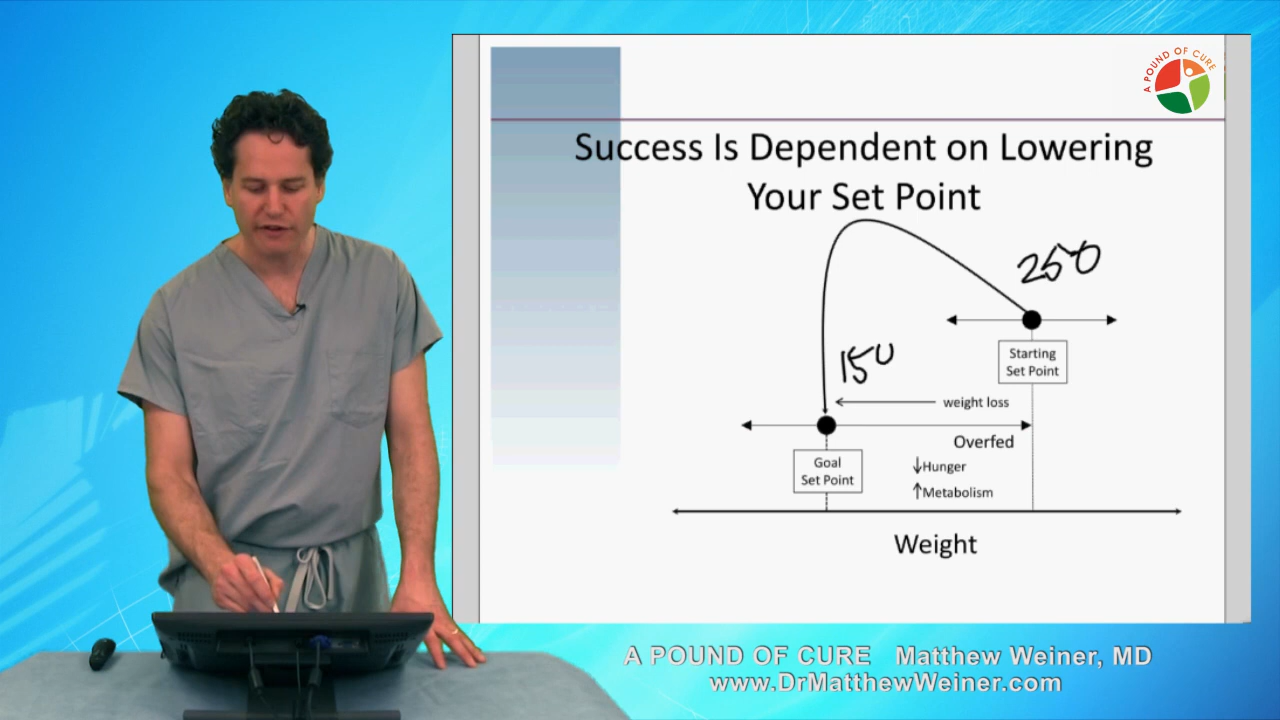 A POUND OF CURE
Success Is Dependent on Lowering
Your Set Point
250
Starting
Set Point
150
weight loss
Overfed
Goal
Set Point
↓Hunger
↑Metabolism
Weight
A POUND OF CURE Matthew Weiner, MD
www.DrMatthewWeiner.com